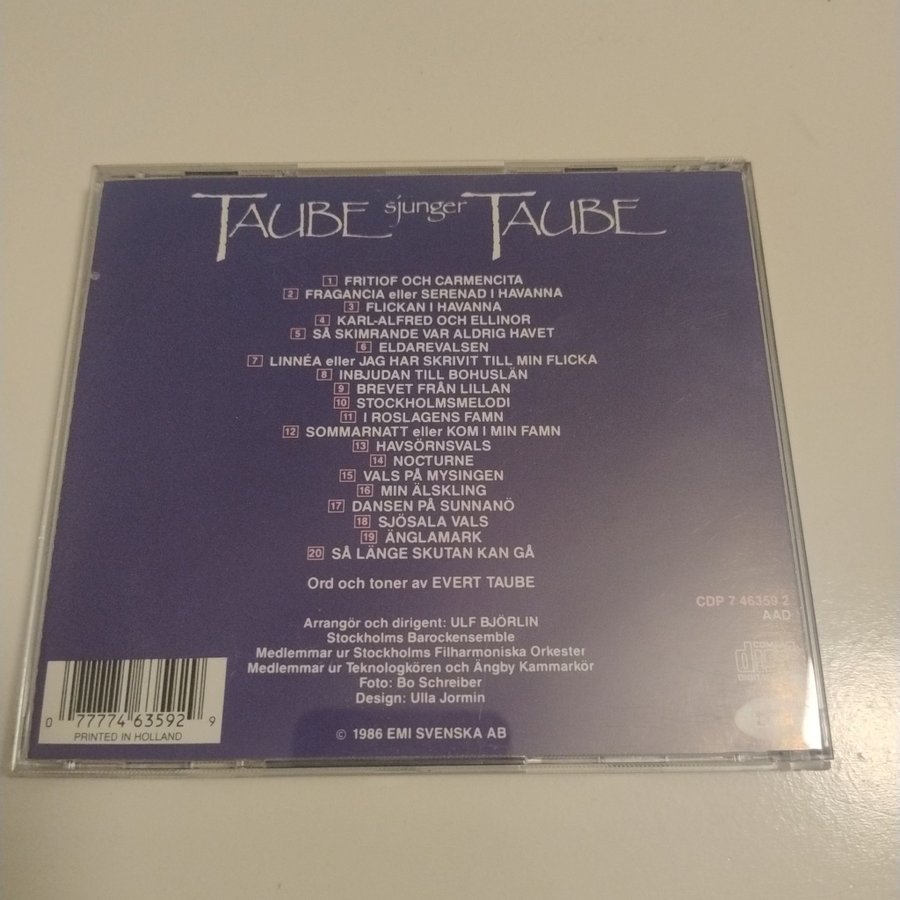 TAUBE sjunger TAUBE
1 FRITIOF OCH CARMENCITA
2 FRAGANCIA eller SERENAD I HAVANNA
3 FLICKAN I HAVANNA
4 KARL-ALFRED OCH ELLINOR
5 SÅ SKIMRANDE VAR ALDRIG HAVET
6 ELDAREVALSEN
7 LINNÉA eller JAG HAR SKRIVIT TILL MIN FLICKA
8 INBJUDAN TILL BOHUSLÄN
9 BREVET FRÅN LILLAN
10 STOCKHOLMSMELODI
11 I ROSLAGENS FAMN
12 SOMMARNATT eller KOM I MIN FAMN
13 HAVSÖRNSVALS
14 NOCTURNE
15 VALS PÅ MYSINGEN
16 MIN ÄLSKLING
17 DANSEN PÅ SUNNANÖ
18 SJÖSALA VALS
19 ÄNGLAMARK
20 SÅ LÄNGE SKUTAN KAN GÅ
Ord och toner av EVERT TAUBE
CDP 7 46359 2
AAD
Arrangör och dirigent: ULF BJÖRLIN
Stockholms Barockensemble
Medlemmar ur Stockholms Filharmoniska Orkester
Medlemmar ur Teknologkören och Ängby Kammarkör
Foto: Bo Schreiber
Design: Ulla Jormin
© 1986 EMI SVENSKA AB
0 77774 63592 9
PRINTED IN HOLLAND